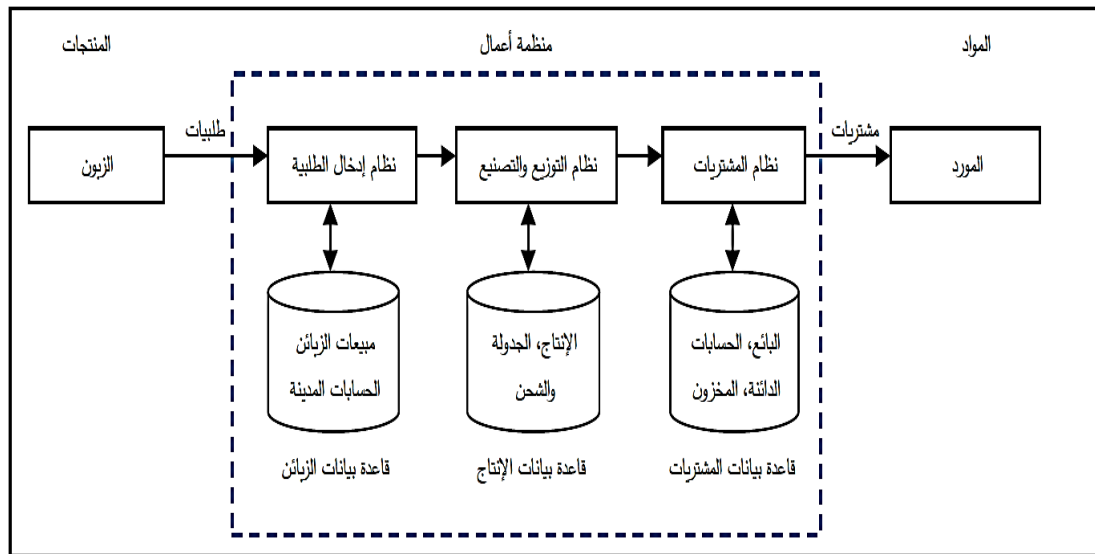 المنتجات
منظمة أعمال
المواد
طلبيات
مشتريات
الزبون
نظام إدخال الطلبية
نظام التوزيع والتصنيع
نظام المشتريات
المورد
مبيعات الزبائن
الحسابات المدينة
الإنتاج، الجدولة
والشحن
البائع، الحسابات
الدائنة، المخزون
قاعدة بيانات الزبائن
قاعدة بيانات الإنتاج
قاعدة بيانات المشتريات